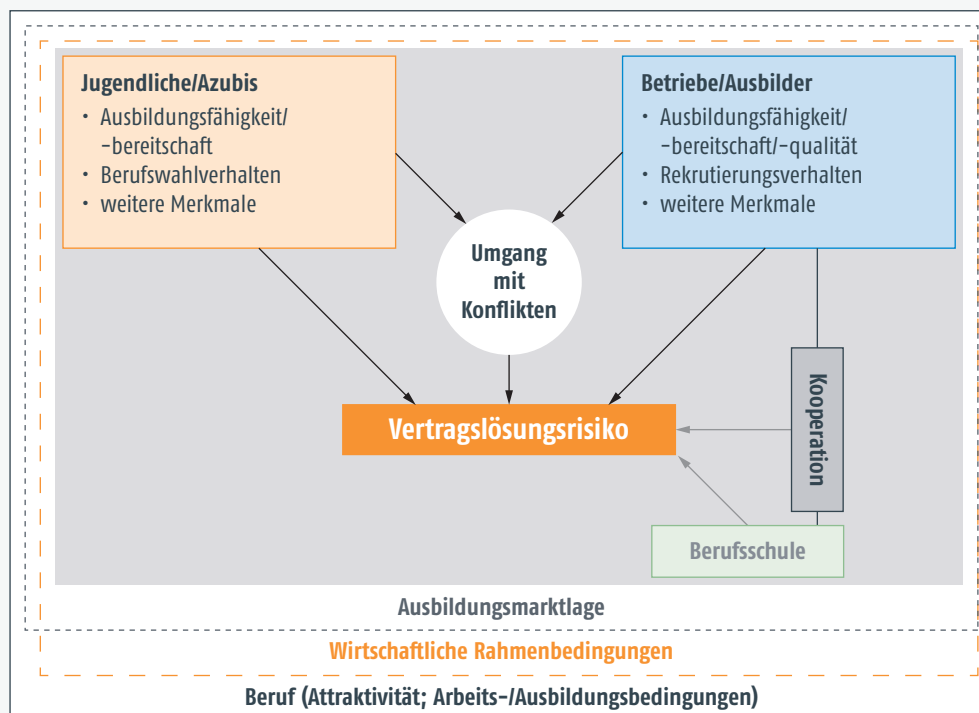 Jugendliche/Azubis
• Ausbildungsfähigkeit/
-bereitschaft
• Berufswahlverhalten
• weitere Merkmale
Betriebe/Ausbilder
• Ausbildungsfähigkeit/
-bereitschaft/-qualität
• Rekrutierungsverhalten
• weitere Merkmale
Umgang
mit
Konflikten
Vertragslösungsrisiko
Kooperation
Berufsschule
Ausbildungsmarktlage
Wirtschaftliche Rahmenbedingungen
Beruf (Attraktivität; Arbeits-/Ausbildungsbedingungen)